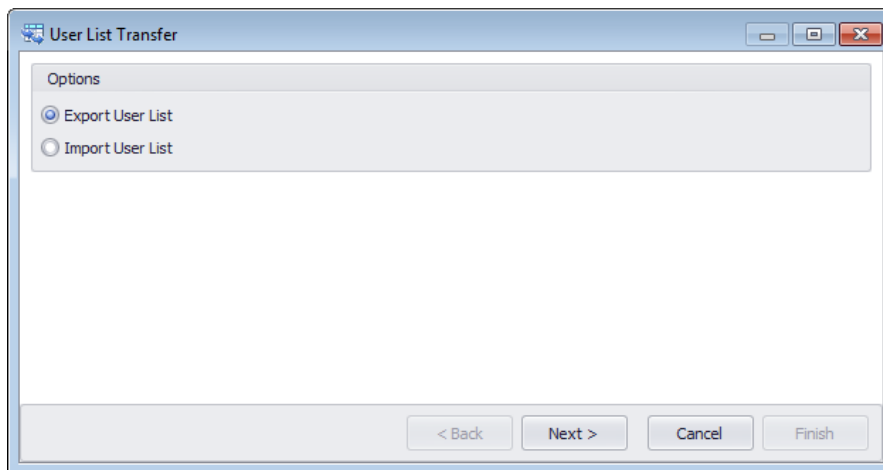 User List Transfer
Options
Export User List
Import User List
< Back Next > Cancel Finish